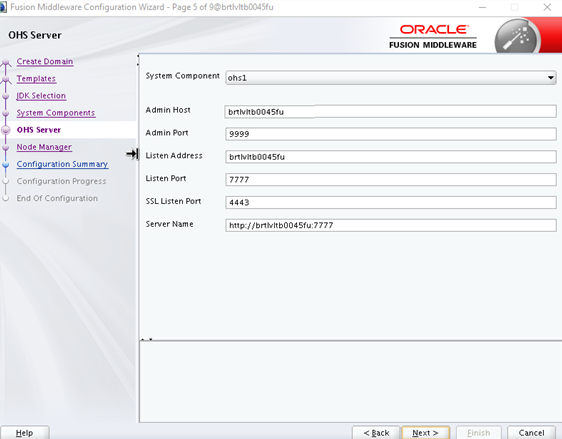 Fusion Middleware Configuration Wizard - Page 5 of 9@brtlvltb0045fu
OHS Server
ORACLE
FUSION MIDDLEWARE
Create Domain
Templates
JDK Selection
System Components
OHS Server
Node Manager
Configuration Summary
Configuration Progress
End Of Configuration
System Component ohs1
Admin Host brtlvltb0045fu
Admin Port 9999
Listen Address brtlvltb0045fu
Listen Port 7777
SSL Listen Port 4443
Server Name http://brtlvltb0045fu:7777
Help < Back Next > Finish Cancel